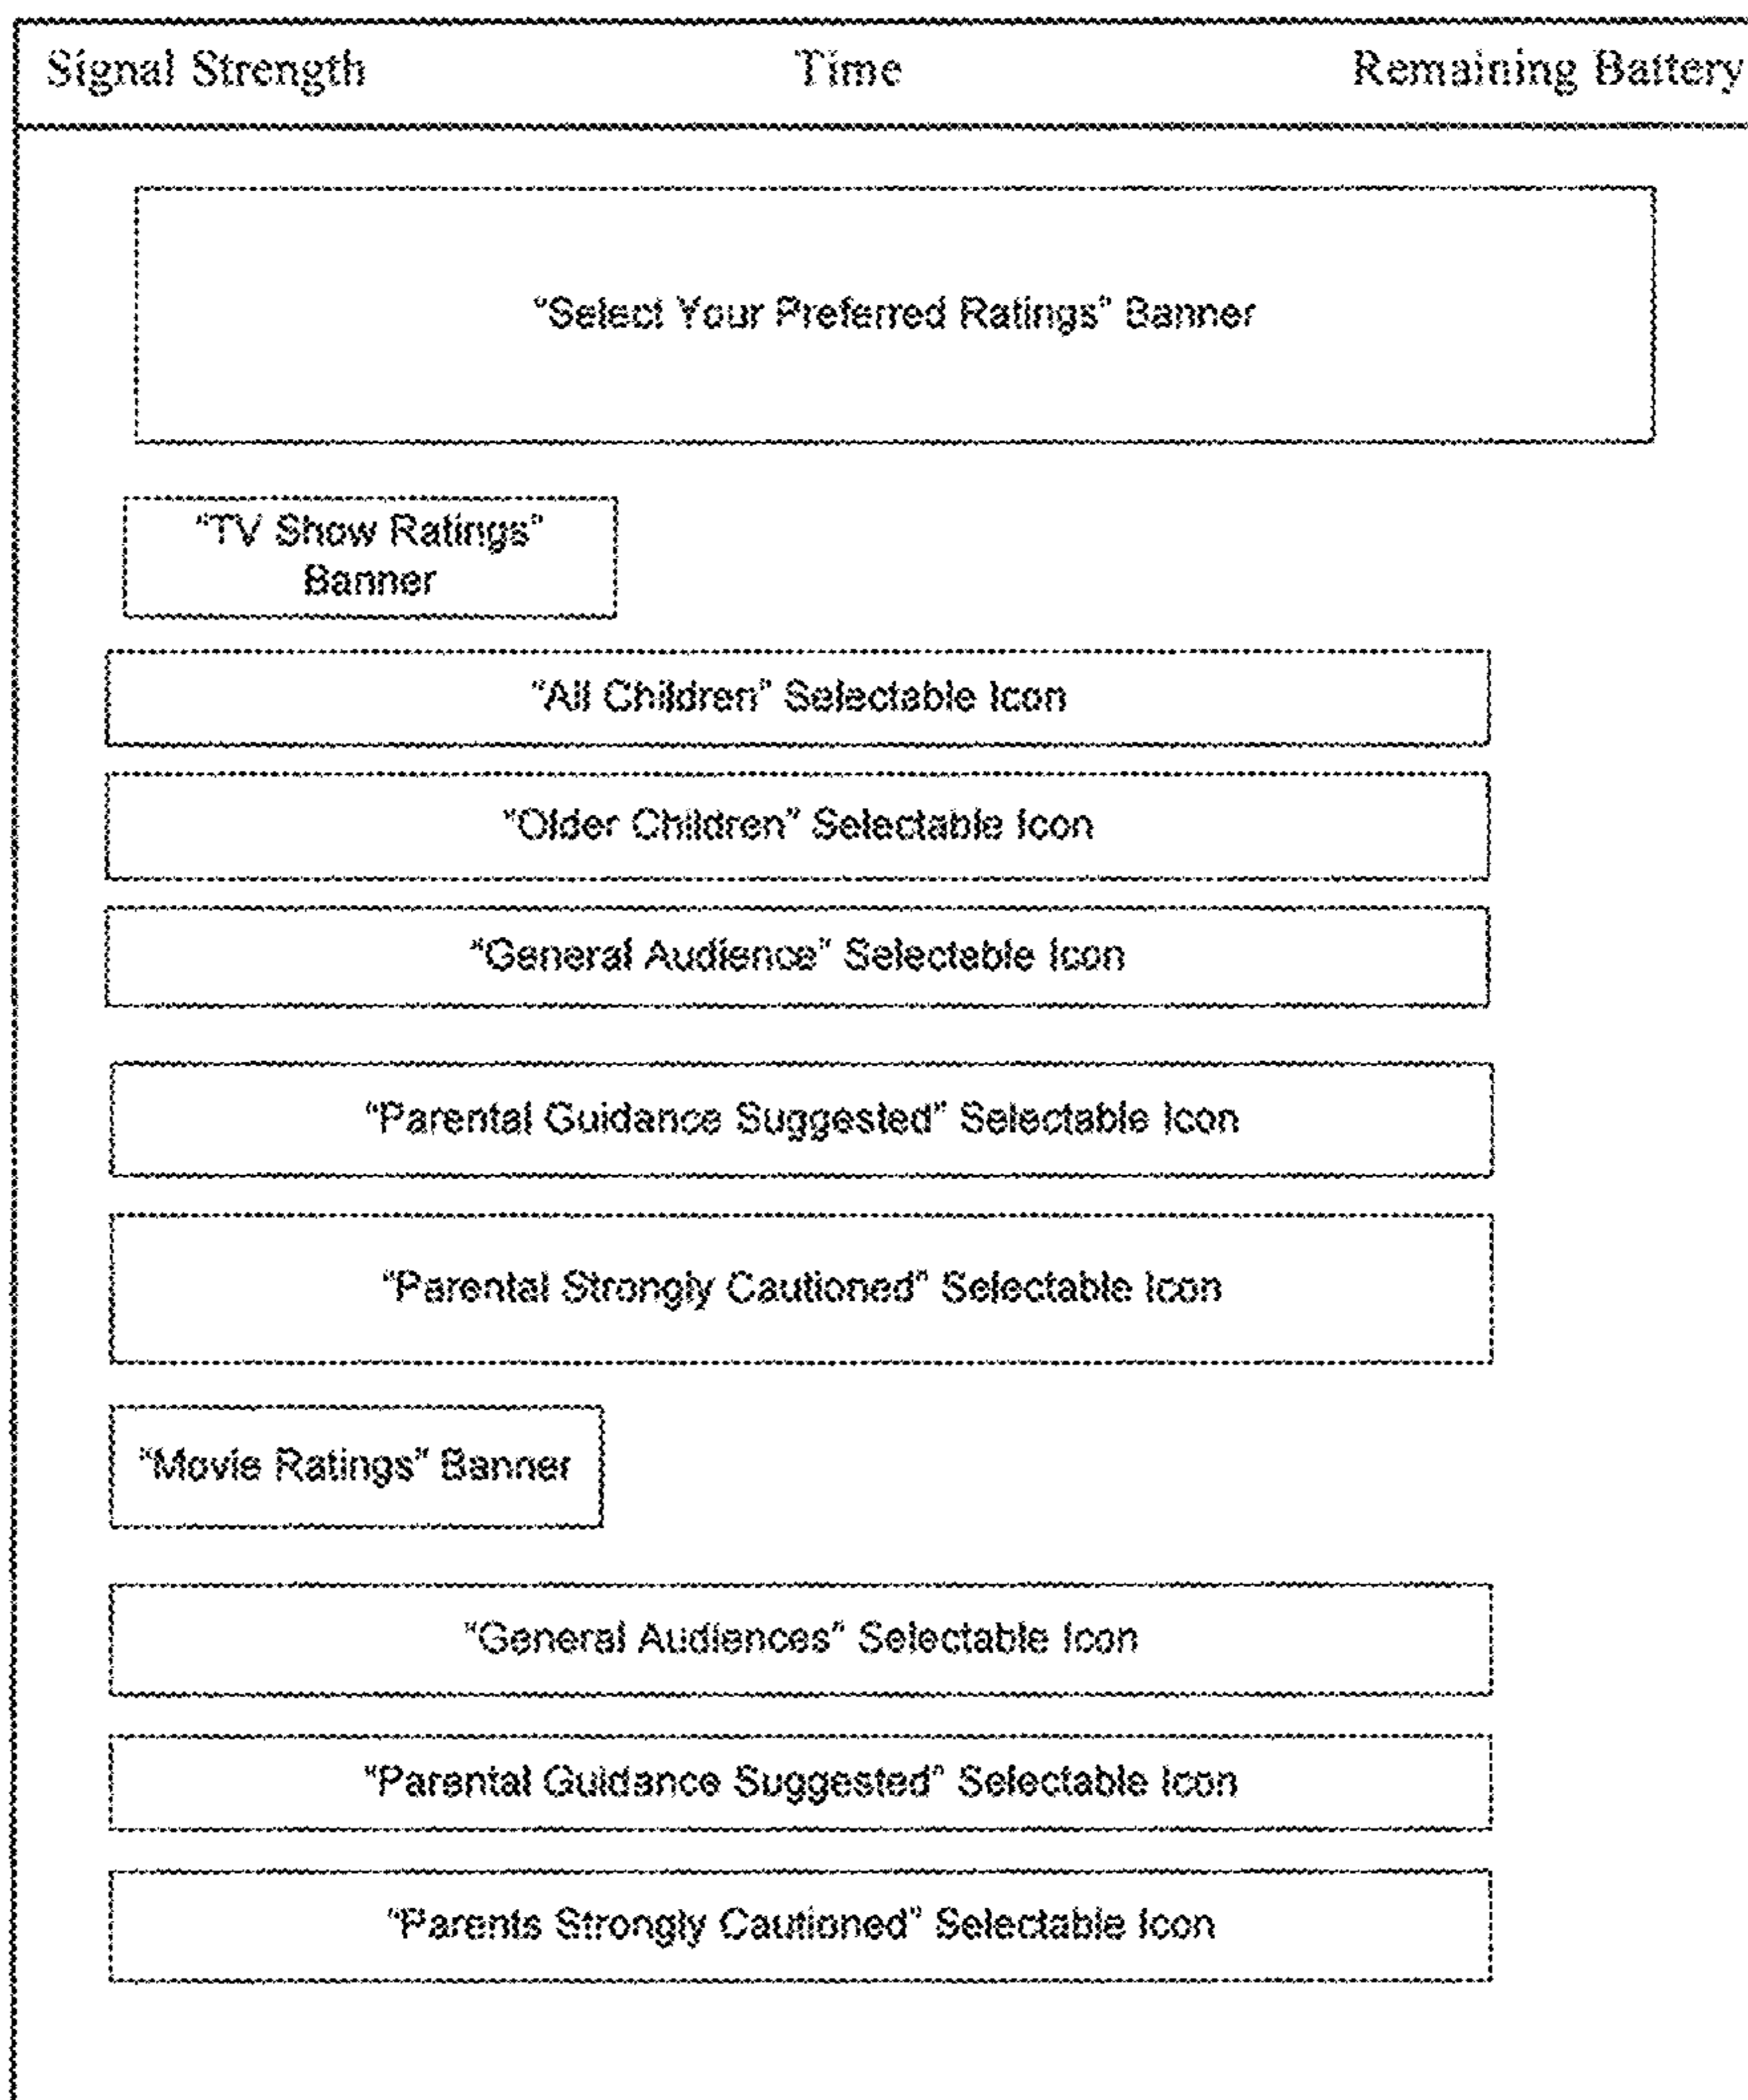 Signal Strength Time Remaining Battery
“Select Your Preferred Ratings” Banner
“TV Show Ratings”
Banner
“All Children” Selectable Icon
“Older Children” Selectable Icon
“General Audience” Selectable Icon
“Parental Guidance Suggested” Selectable Icon
“Parental Strongly Cautioned” Selectable Icon
“Movie Ratings” Banner
“General Audiences” Selectable Icon
“Parental Guidance Suggested” Selectable Icon
“Parents Strongly Cautioned” Selectable Icon